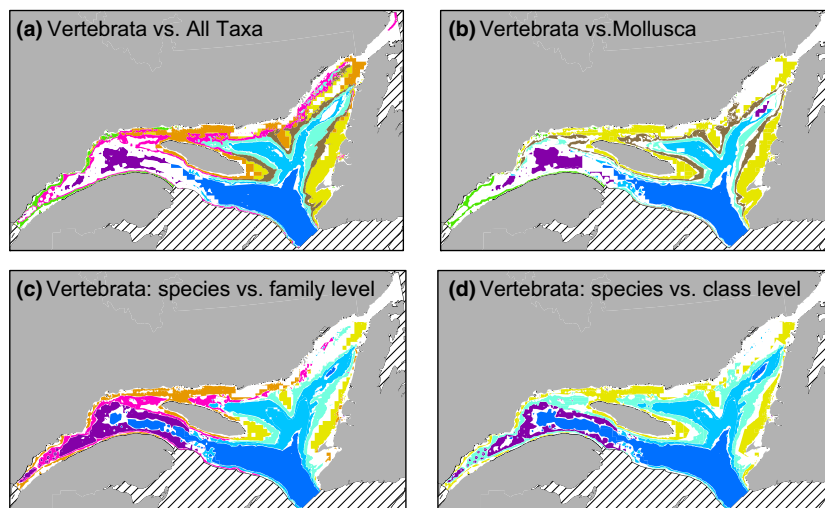 (a) Vertebrata vs. All Taxa
(b) Vertebrata vs.Mollusca
(c) Vertebrata: species vs. family level
(d) Vertebrata: species vs. class level